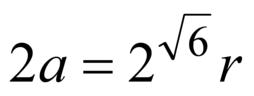 2a = 2^{√6} r